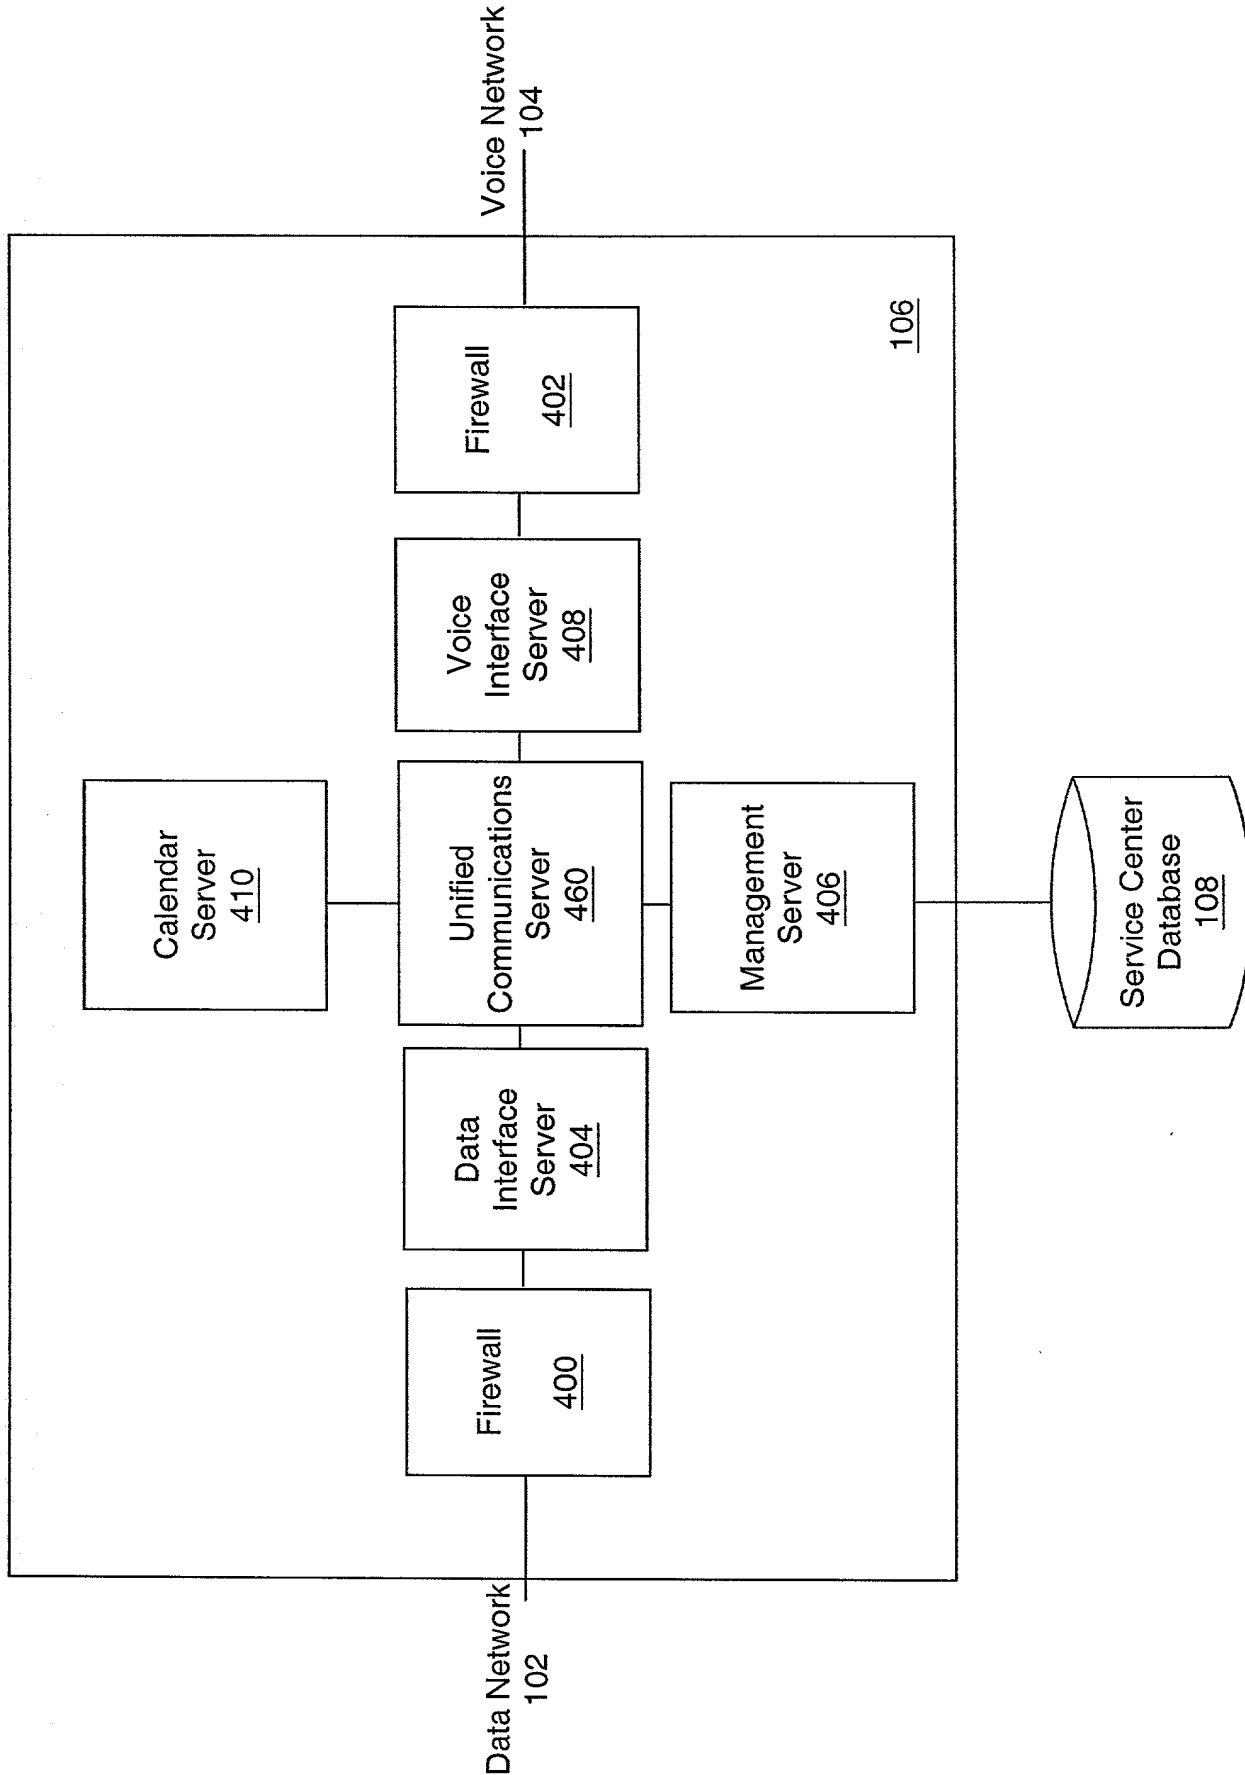 Calendar
Server
410
Data Network
102
Firewall
400
Data
Interface
Server
404
Unified
Communications
Server
460
Voice
Interface
Server
408
Firewall
402
Voice Network
104
Management
Server
406
106
Service Center
Database
108